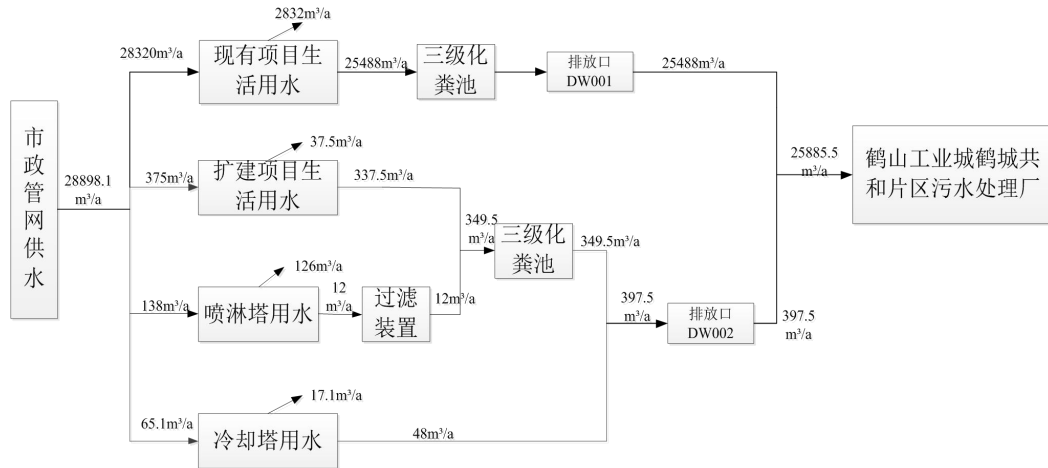 2832m³/a
28320m³/a
现有项目生
活用水
25488m³/a
三级化
粪池
排放口
DW001
25488m³/a
市
政
管
网
供
水
28898.1
m³/a
37.5m³/a
375m³/a
扩建项目生
活用水
337.5m³/a
349.5
m³/a
三级化
粪池
349.5m³/a
25885.5
m³/a
鹤山工业城鹤城共
和片区污水处理厂
126m³/a
138m³/a
喷淋塔用水
12
m³/a
过滤
装置
12m³/a
397.5
m³/a
排放口
DW002
397.5
m³/a
17.1m³/a
65.1m³/a
冷却塔用水
48m³/a